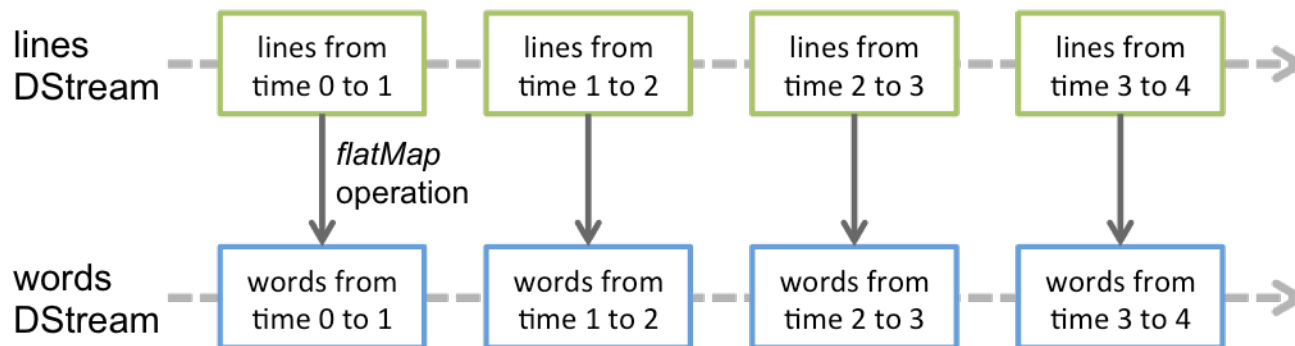 lines
DStream
lines from
time 0 to 1
lines from
time 1 to 2
lines from
time 2 to 3
lines from
time 3 to 4
flatMap
operation
words
DStream
words from
time 0 to 1
words from
time 1 to 2
words from
time 2 to 3
words from
time 3 to 4